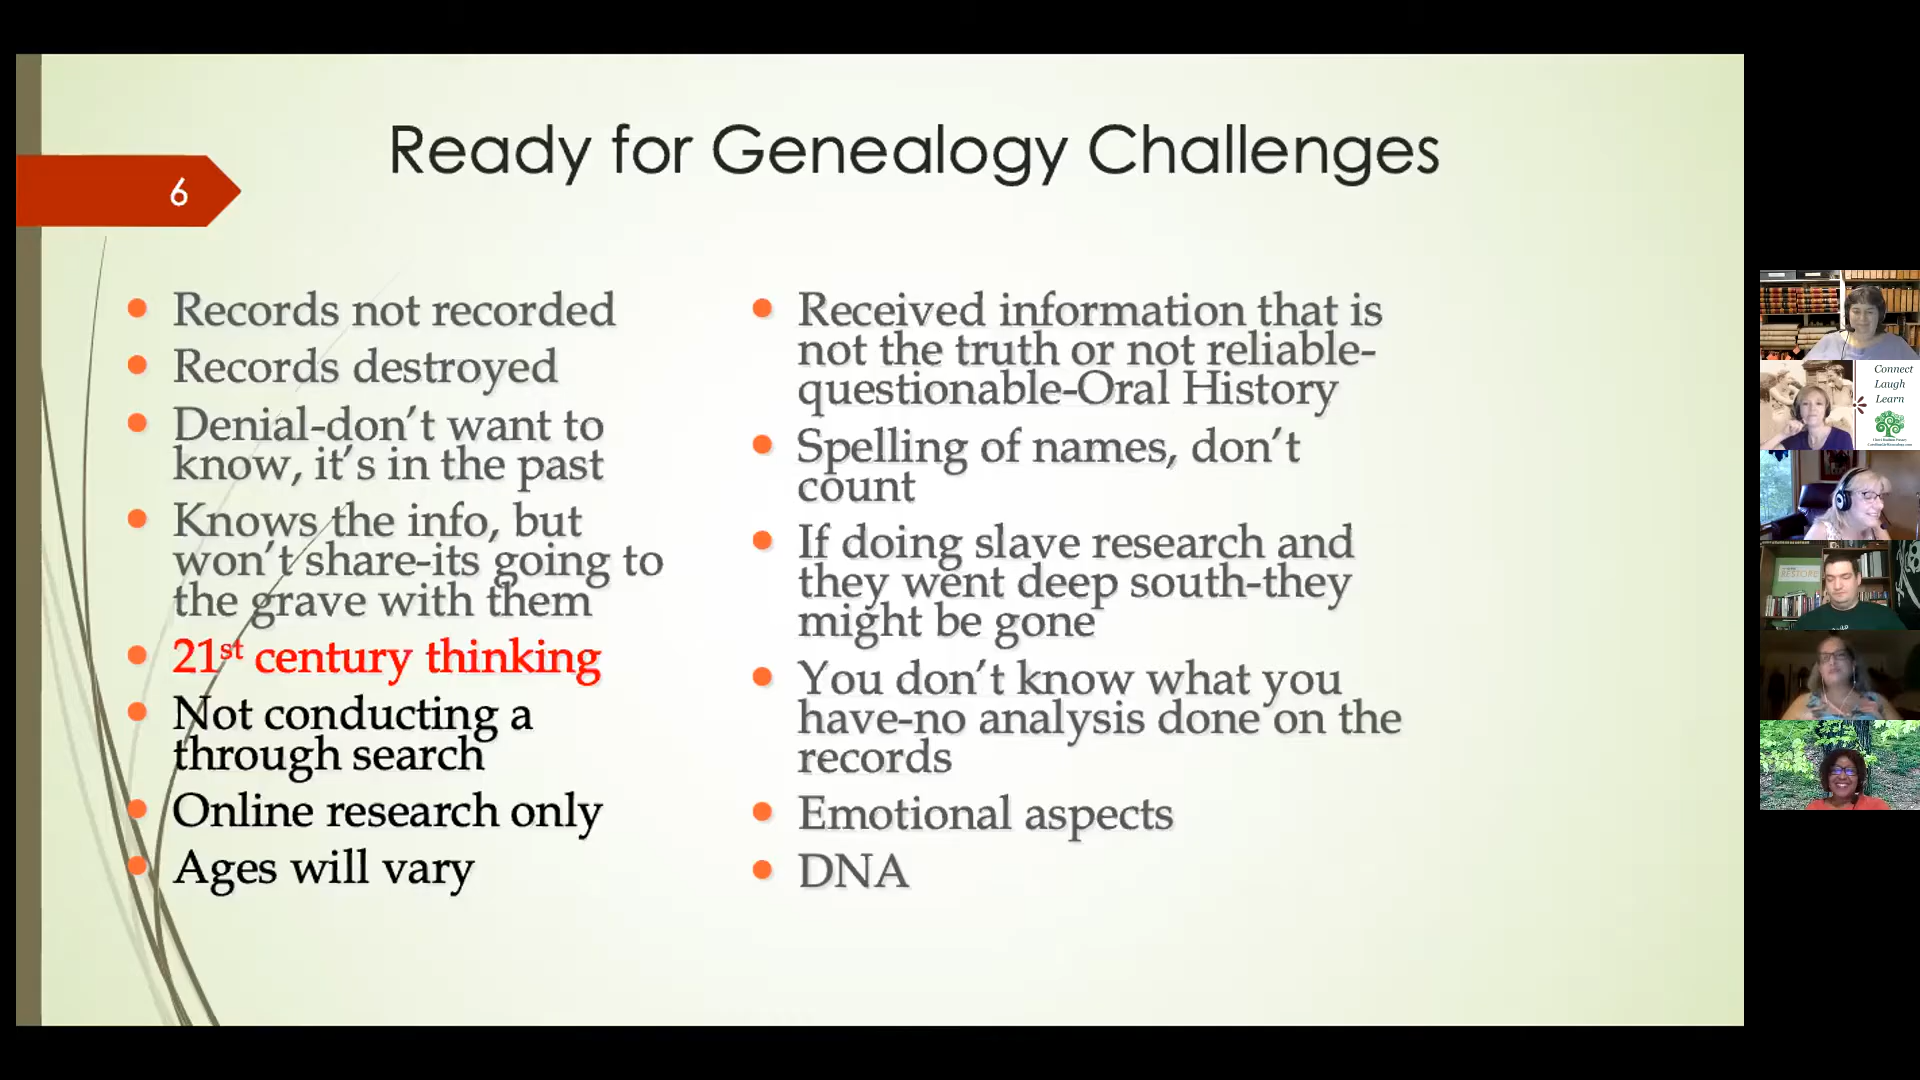 Ready for Genealogy Challenges
6
Records not recorded
Records destroyed
Denial-don't want to
know, it's in the past
Knows the info, but
won't share-its going to
the grave with them
21st century thinking
Not conducting a
through search
Online research only
Ages will vary
Received information that is
not the truth or not reliable-
questionable-Oral History
Spelling of names, don't
count
If doing slave research and
they went deep south-they
might be gone
You don't know what you
have-no analysis done on the
records
Emotional aspects
DNA
Connect
Laugh
Learn
RESTORE